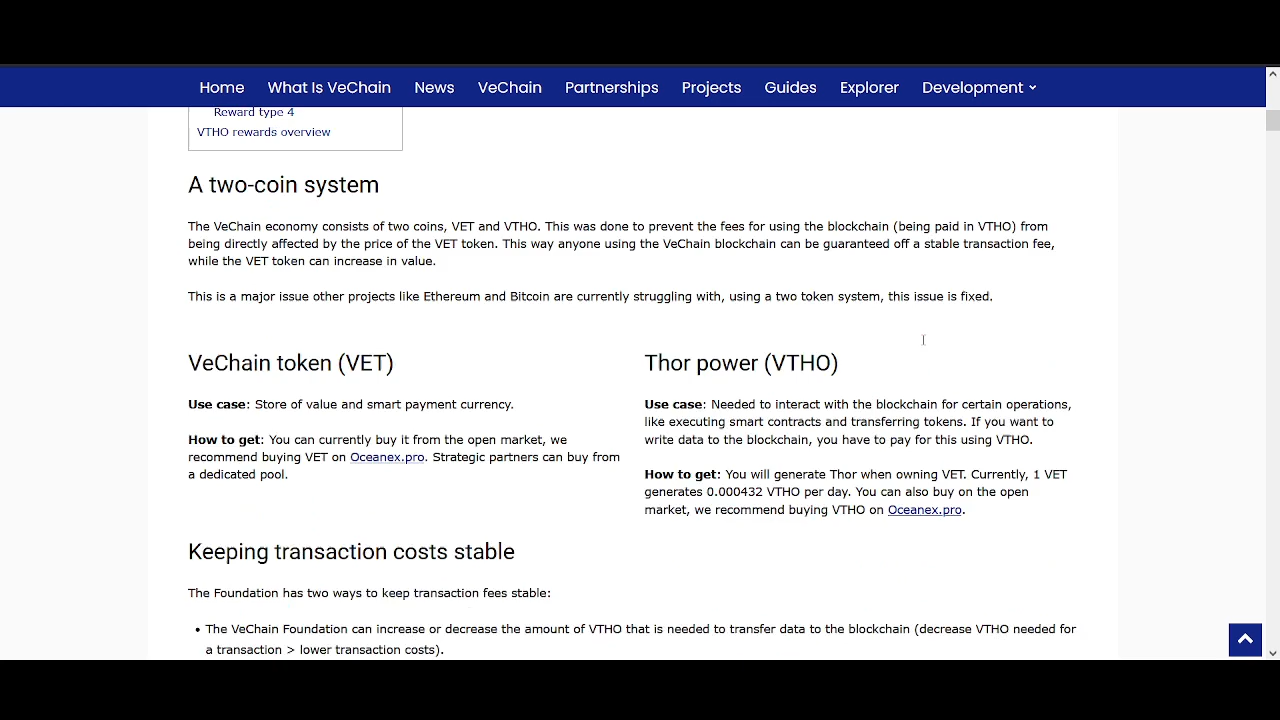 Home What Is VeChain News VeChain Partnerships Projects Guides Explorer Development
Reward type 4
VTHO rewards overview
A two-coin system
The VeChain economy consists of two coins, VET and VTHO. This was done to prevent the fees for using the blockchain (being paid in VTHO) from
being directly affected by the price of the VET token. This way anyone using the VeChain blockchain can be guaranteed off a stable transaction fee,
while the VET token can increase in value.
This is a major issue other projects like Ethereum and Bitcoin are currently struggling with, using a two token system, this issue is fixed.
VeChain token (VET)
Use case: Store of value and smart payment currency.
How to get: You can currently buy it from the open market, we
recommend buying VET on Oceanex.pro. Strategic partners can buy from
a dedicated pool.
Thor power (VTHO)
Use case: Needed to interact with the blockchain for certain operations,
like executing smart contracts and transferring tokens. If you want to
write data to the blockchain, you have to pay for this using VTHO.
How to get: You will generate Thor when owning VET. Currently, 1 VET
generates 0.000432 VTHO per day. You can also buy on the open
market, we recommend buying VTHO on Oceanex.pro.
Keeping transaction costs stable
The Foundation has two ways to keep transaction fees stable:
• The VeChain Foundation can increase or decrease the amount of VTHO that is needed to transfer data to the blockchain (decrease VTHO needed for
a transaction > lower transaction costs).